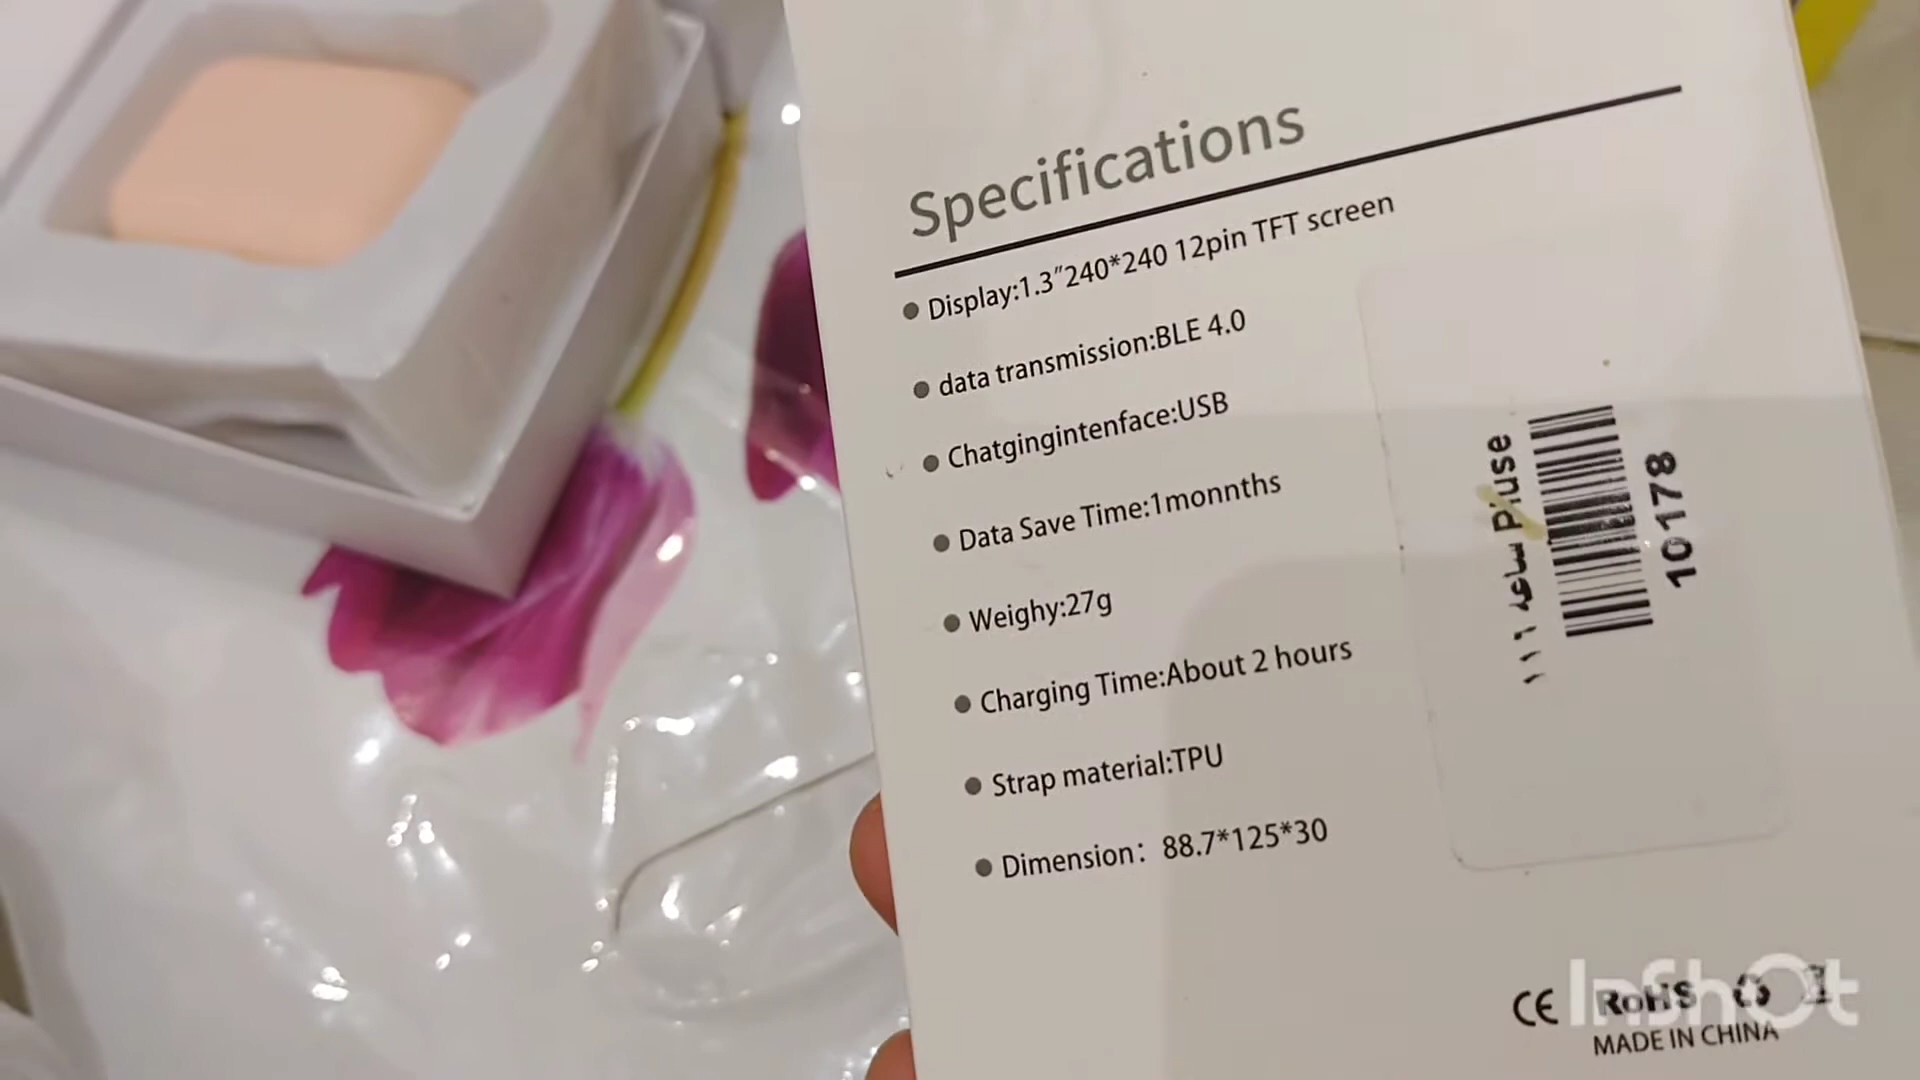 Specifications
Display:1.3"240*240 12pin TFT screen
data transmission:BLE 4.0
Chatgingintenface:USB
Data Save Time:1monnths
Weighy:27g
Charging Time:About 2 hours
Strap material:TPU
Dimension: 88.7*125*30
10178
CE RoHS
MADE IN CHINA
InShOt